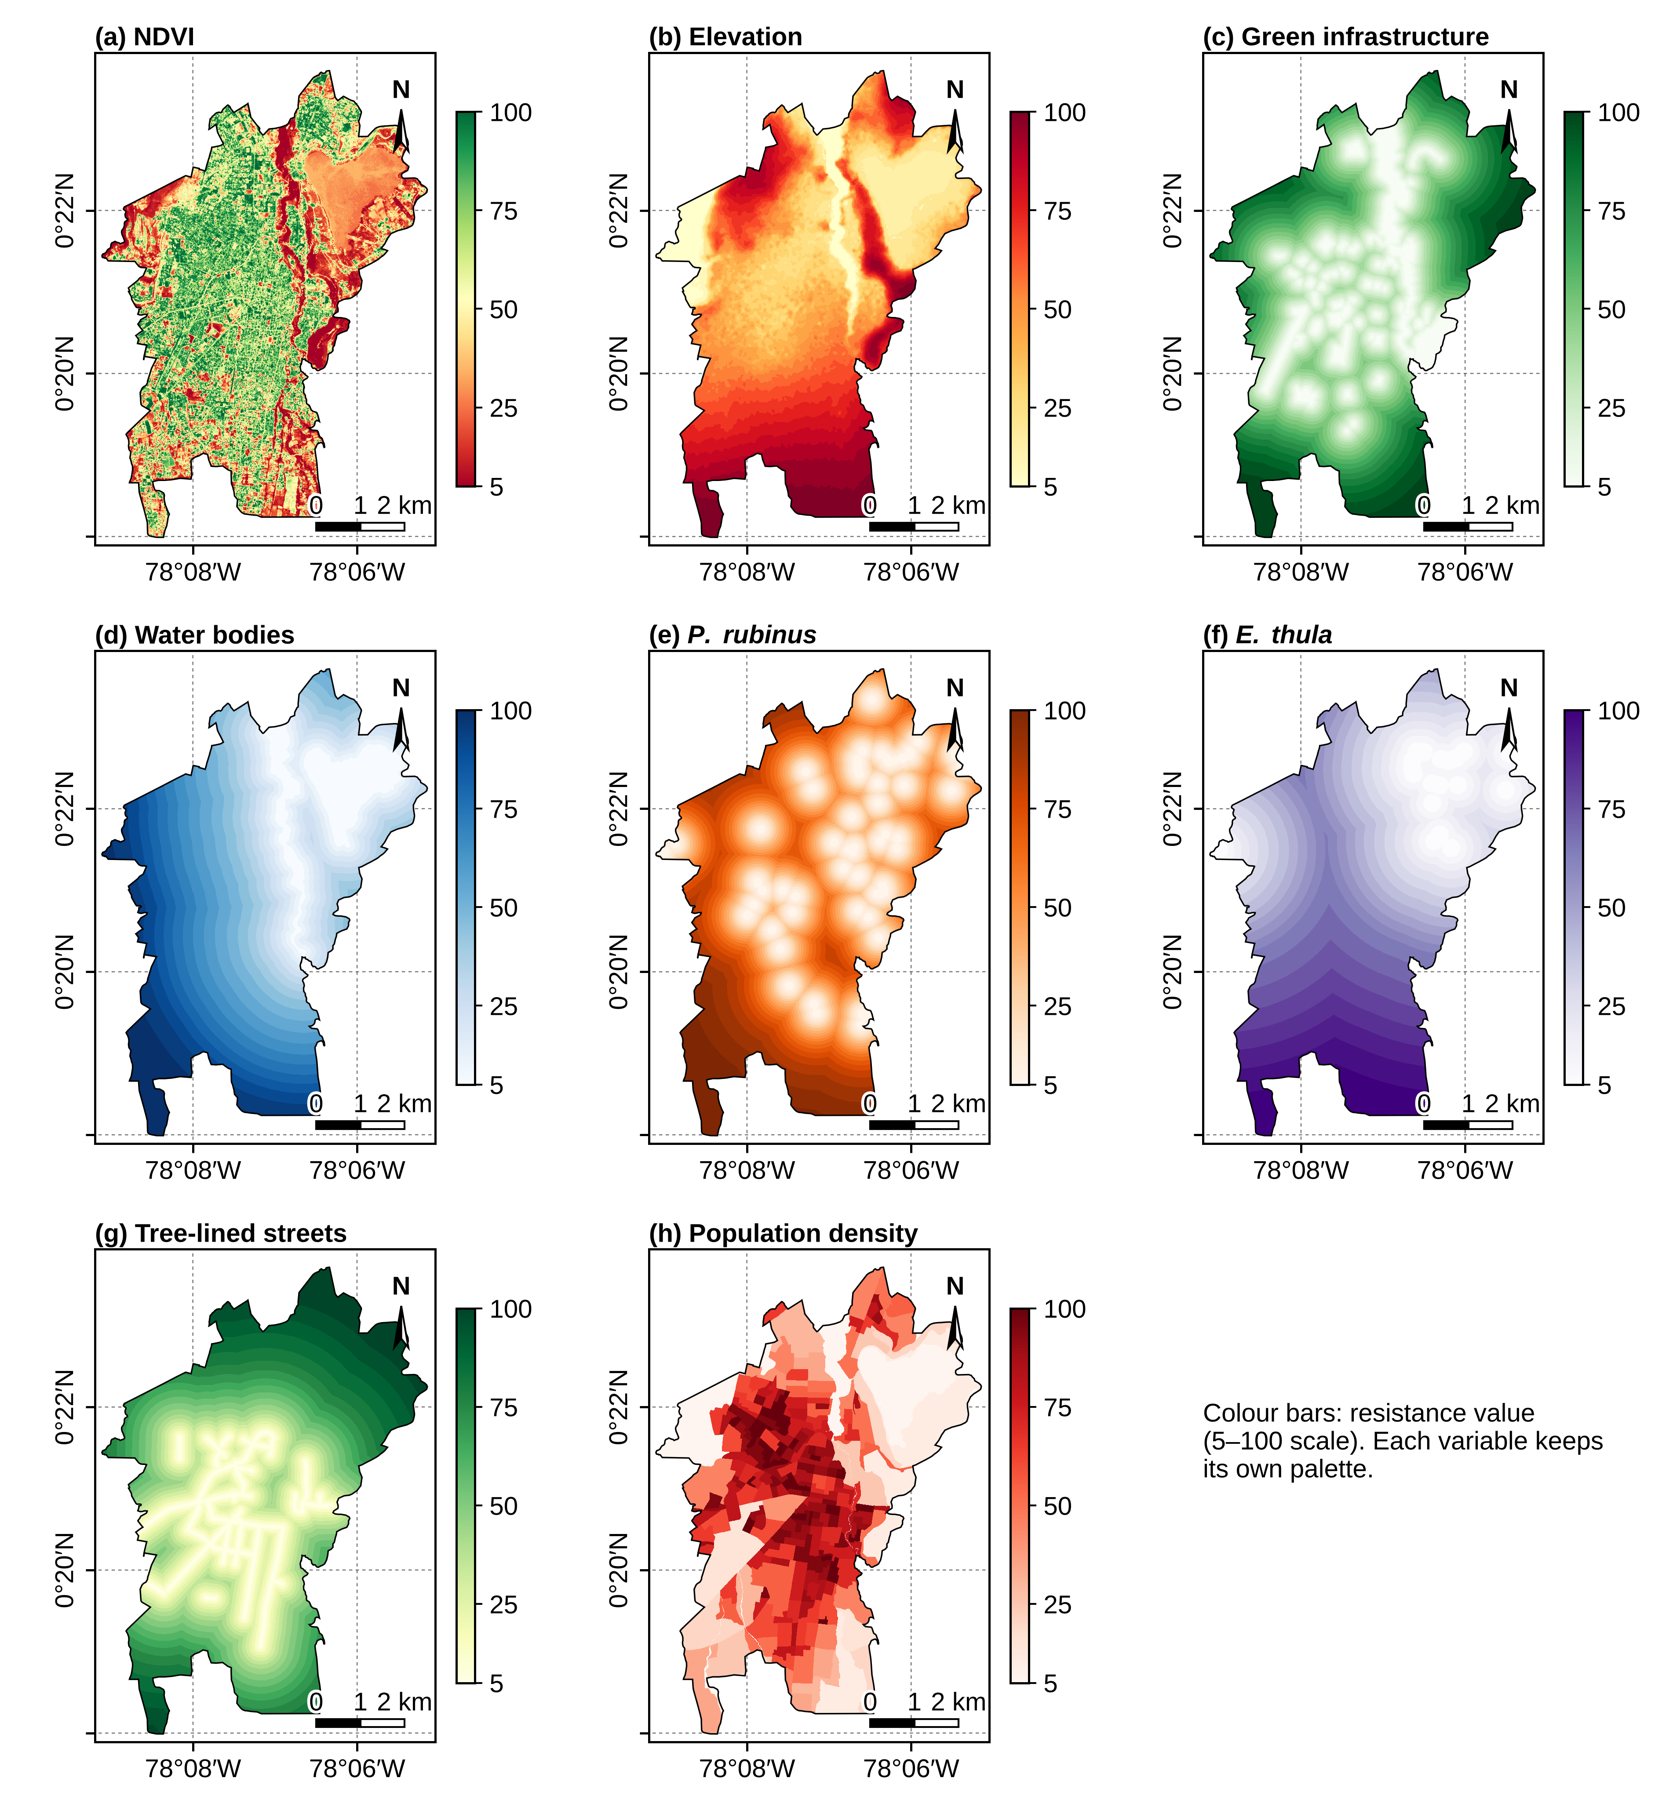 (a) NDVI
N
100
75
50
25
5
0°22′N
0°20′N
0 1 2 km
78°08′W 78°06′W
(b) Elevation
N
100
75
50
25
5
0°22′N
0°20′N
0 1 2 km
78°08′W 78°06′W
(c) Green infrastructure
N
100
75
50
25
5
0°22′N
0°20′N
0 1 2 km
78°08′W 78°06′W
(d) Water bodies
N
100
75
50
25
5
0°22′N
0°20′N
0 1 2 km
78°08′W 78°06′W
(e) P. rubinus
N
100
75
50
25
5
0°22′N
0°20′N
0 1 2 km
78°08′W 78°06′W
(f) E. thula
N
100
75
50
25
5
0°22′N
0°20′N
0 1 2 km
78°08′W 78°06′W
(g) Tree-lined streets
N
100
75
50
25
5
0°22′N
0°20′N
0 1 2 km
78°08′W 78°06′W
(h) Population density
N
100
75
50
25
5
0°22′N
0°20′N
0 1 2 km
78°08′W 78°06′W
Colour bars: resistance value
(5–100 scale). Each variable keeps
its own palette.